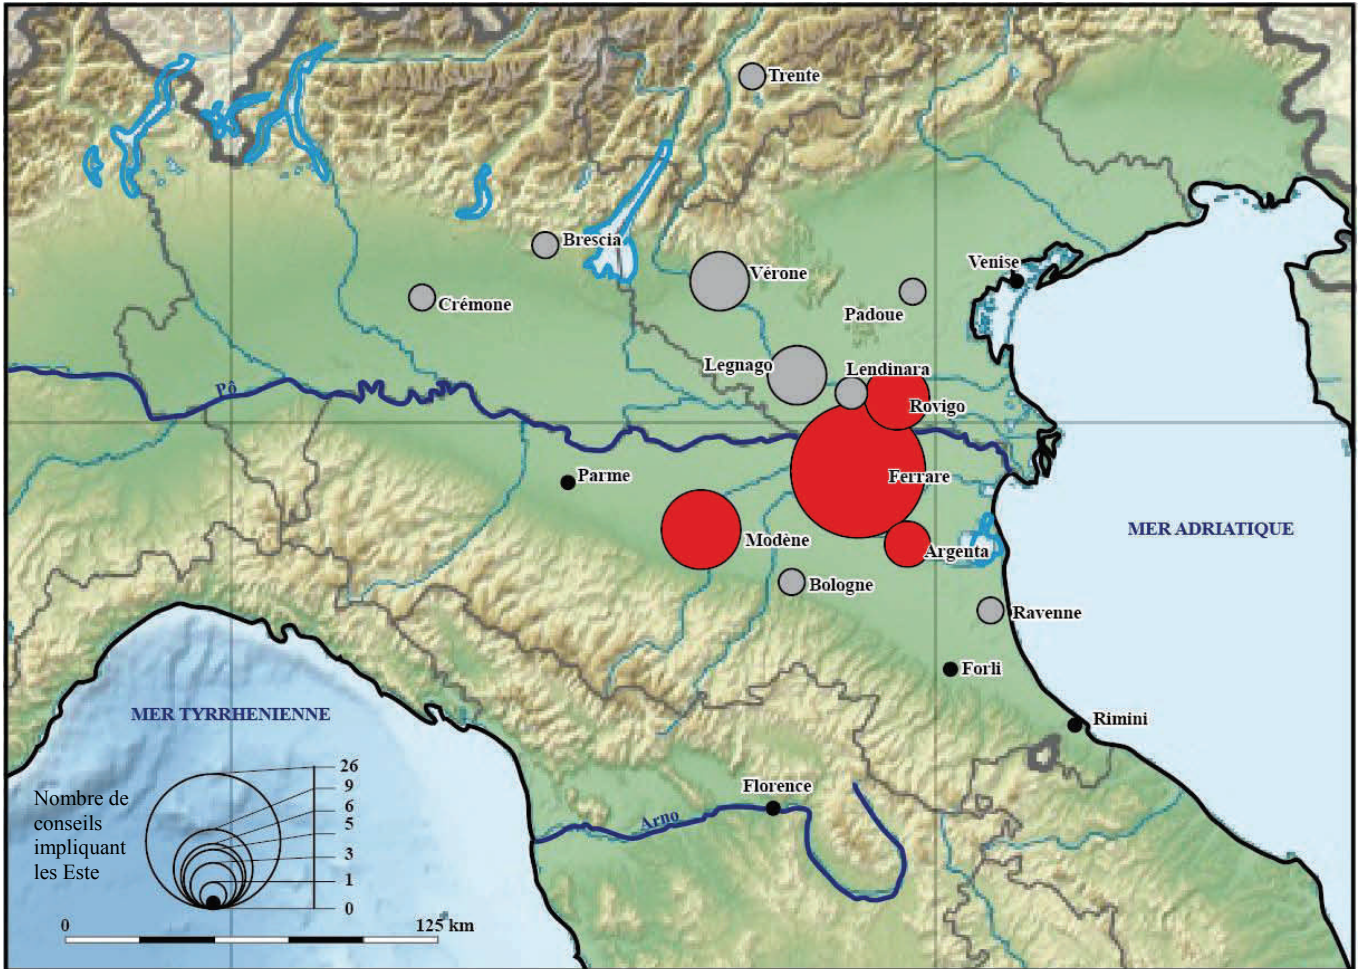 Trente
Brescia
Vérone
Venise
Crémone
Padoue
Legnago
Lendinara
Pô
Rovigo
Parme
Ferrare
MER ADRIATIQUE
Modène
Argenta
Bologne
Ravenne
Forli
MER TYRRHENIENNE
Rimini
Florence
Arno
Nombre de
conseils
impliquant
les Este
26
9
6
5
3
1
0
0
125 km